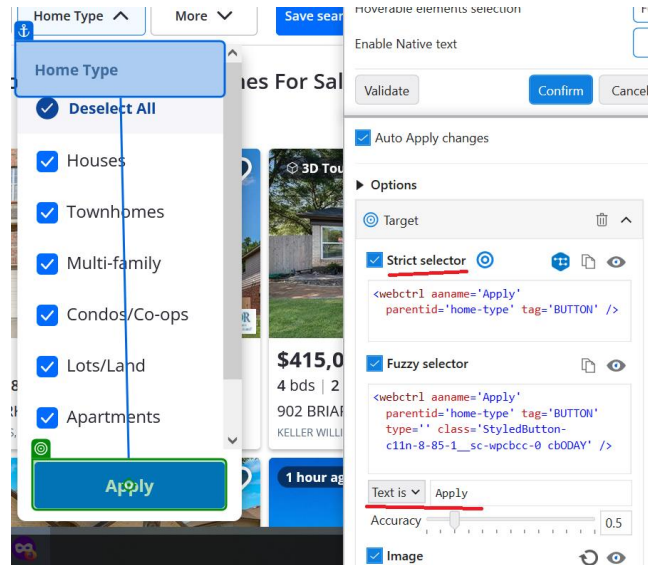 Home Type
More
Save sear
Home Type
Deselect All
Houses
Townhomes
Multi-family
Condos/Co-ops
Lots/Land
Apartments
Apply
es For Sal
3D Tou
$415,0
4 bds | 2
902 BRIAR
KELLER WILLI
1 hour ag
Hoverable elements selection
Enable Native text
Validate
Confirm
Cancel
Auto Apply changes
Options
Target
Strict selector
<webctrl aaname='Apply'
parentid='home-type' tag='BUTTON' />
Fuzzy selector
<webctrl aaname='Apply'
parentid='home-type' tag='BUTTON'
type='' class='StyledButton-
c11n-8-85-1__sc-wpcbcc-0 cbODAY' />
Text is
Apply
Accuracy
0.5
Image